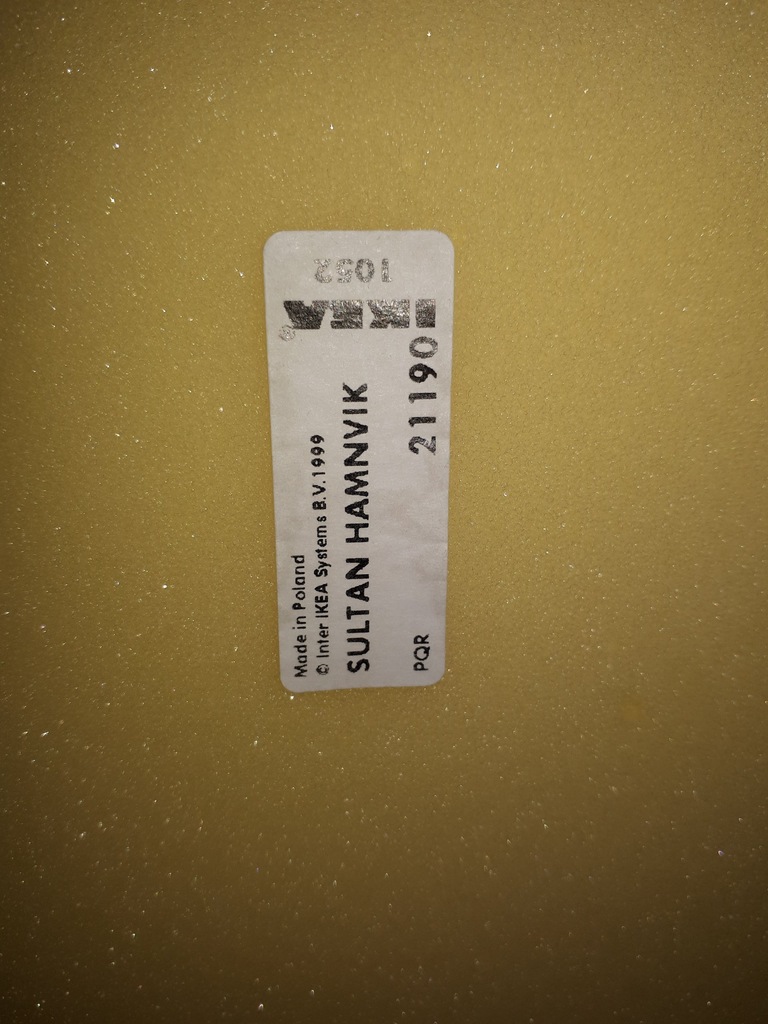 Made in Poland
© Inter IKEA Systems B.V. 1999
SULTAN HAMNVIK
PQR
21190
IKEA®
1052